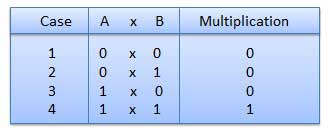 Case A x B Multiplication
1 0 x 0 0
2 0 x 1 0
3 1 x 0 0
4 1 x 1 1